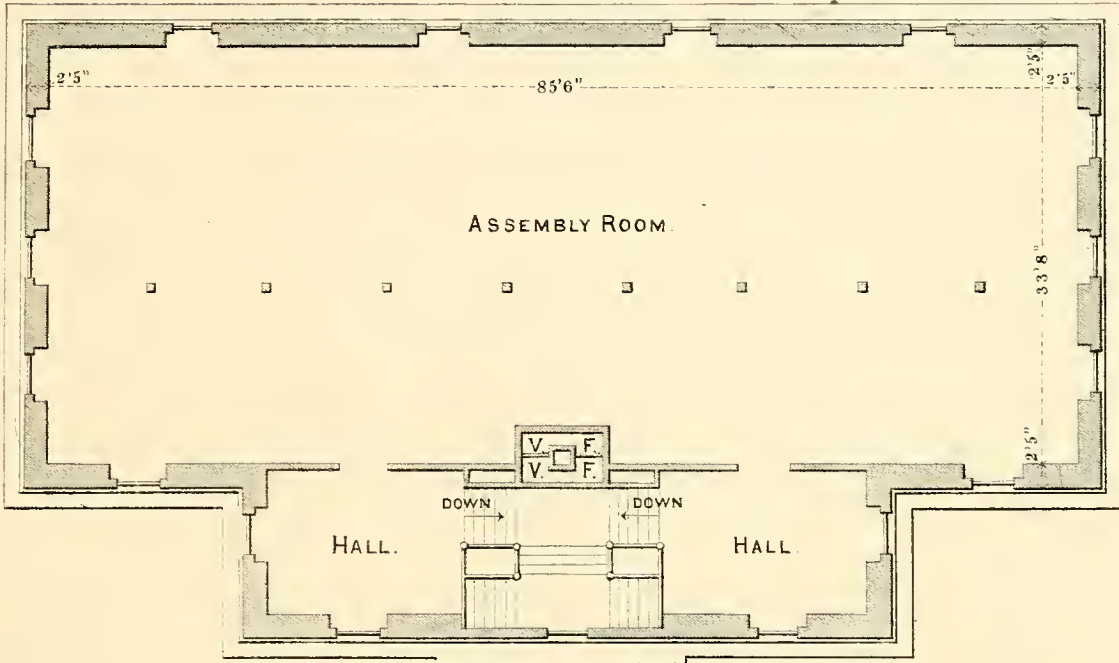 2'5"
85'6"
2'5"
2'5"
ASSEMBLY ROOM.
33'8"
2'5"
V. F.
V. F.
DOWN
DOWN
HALL.
HALL.